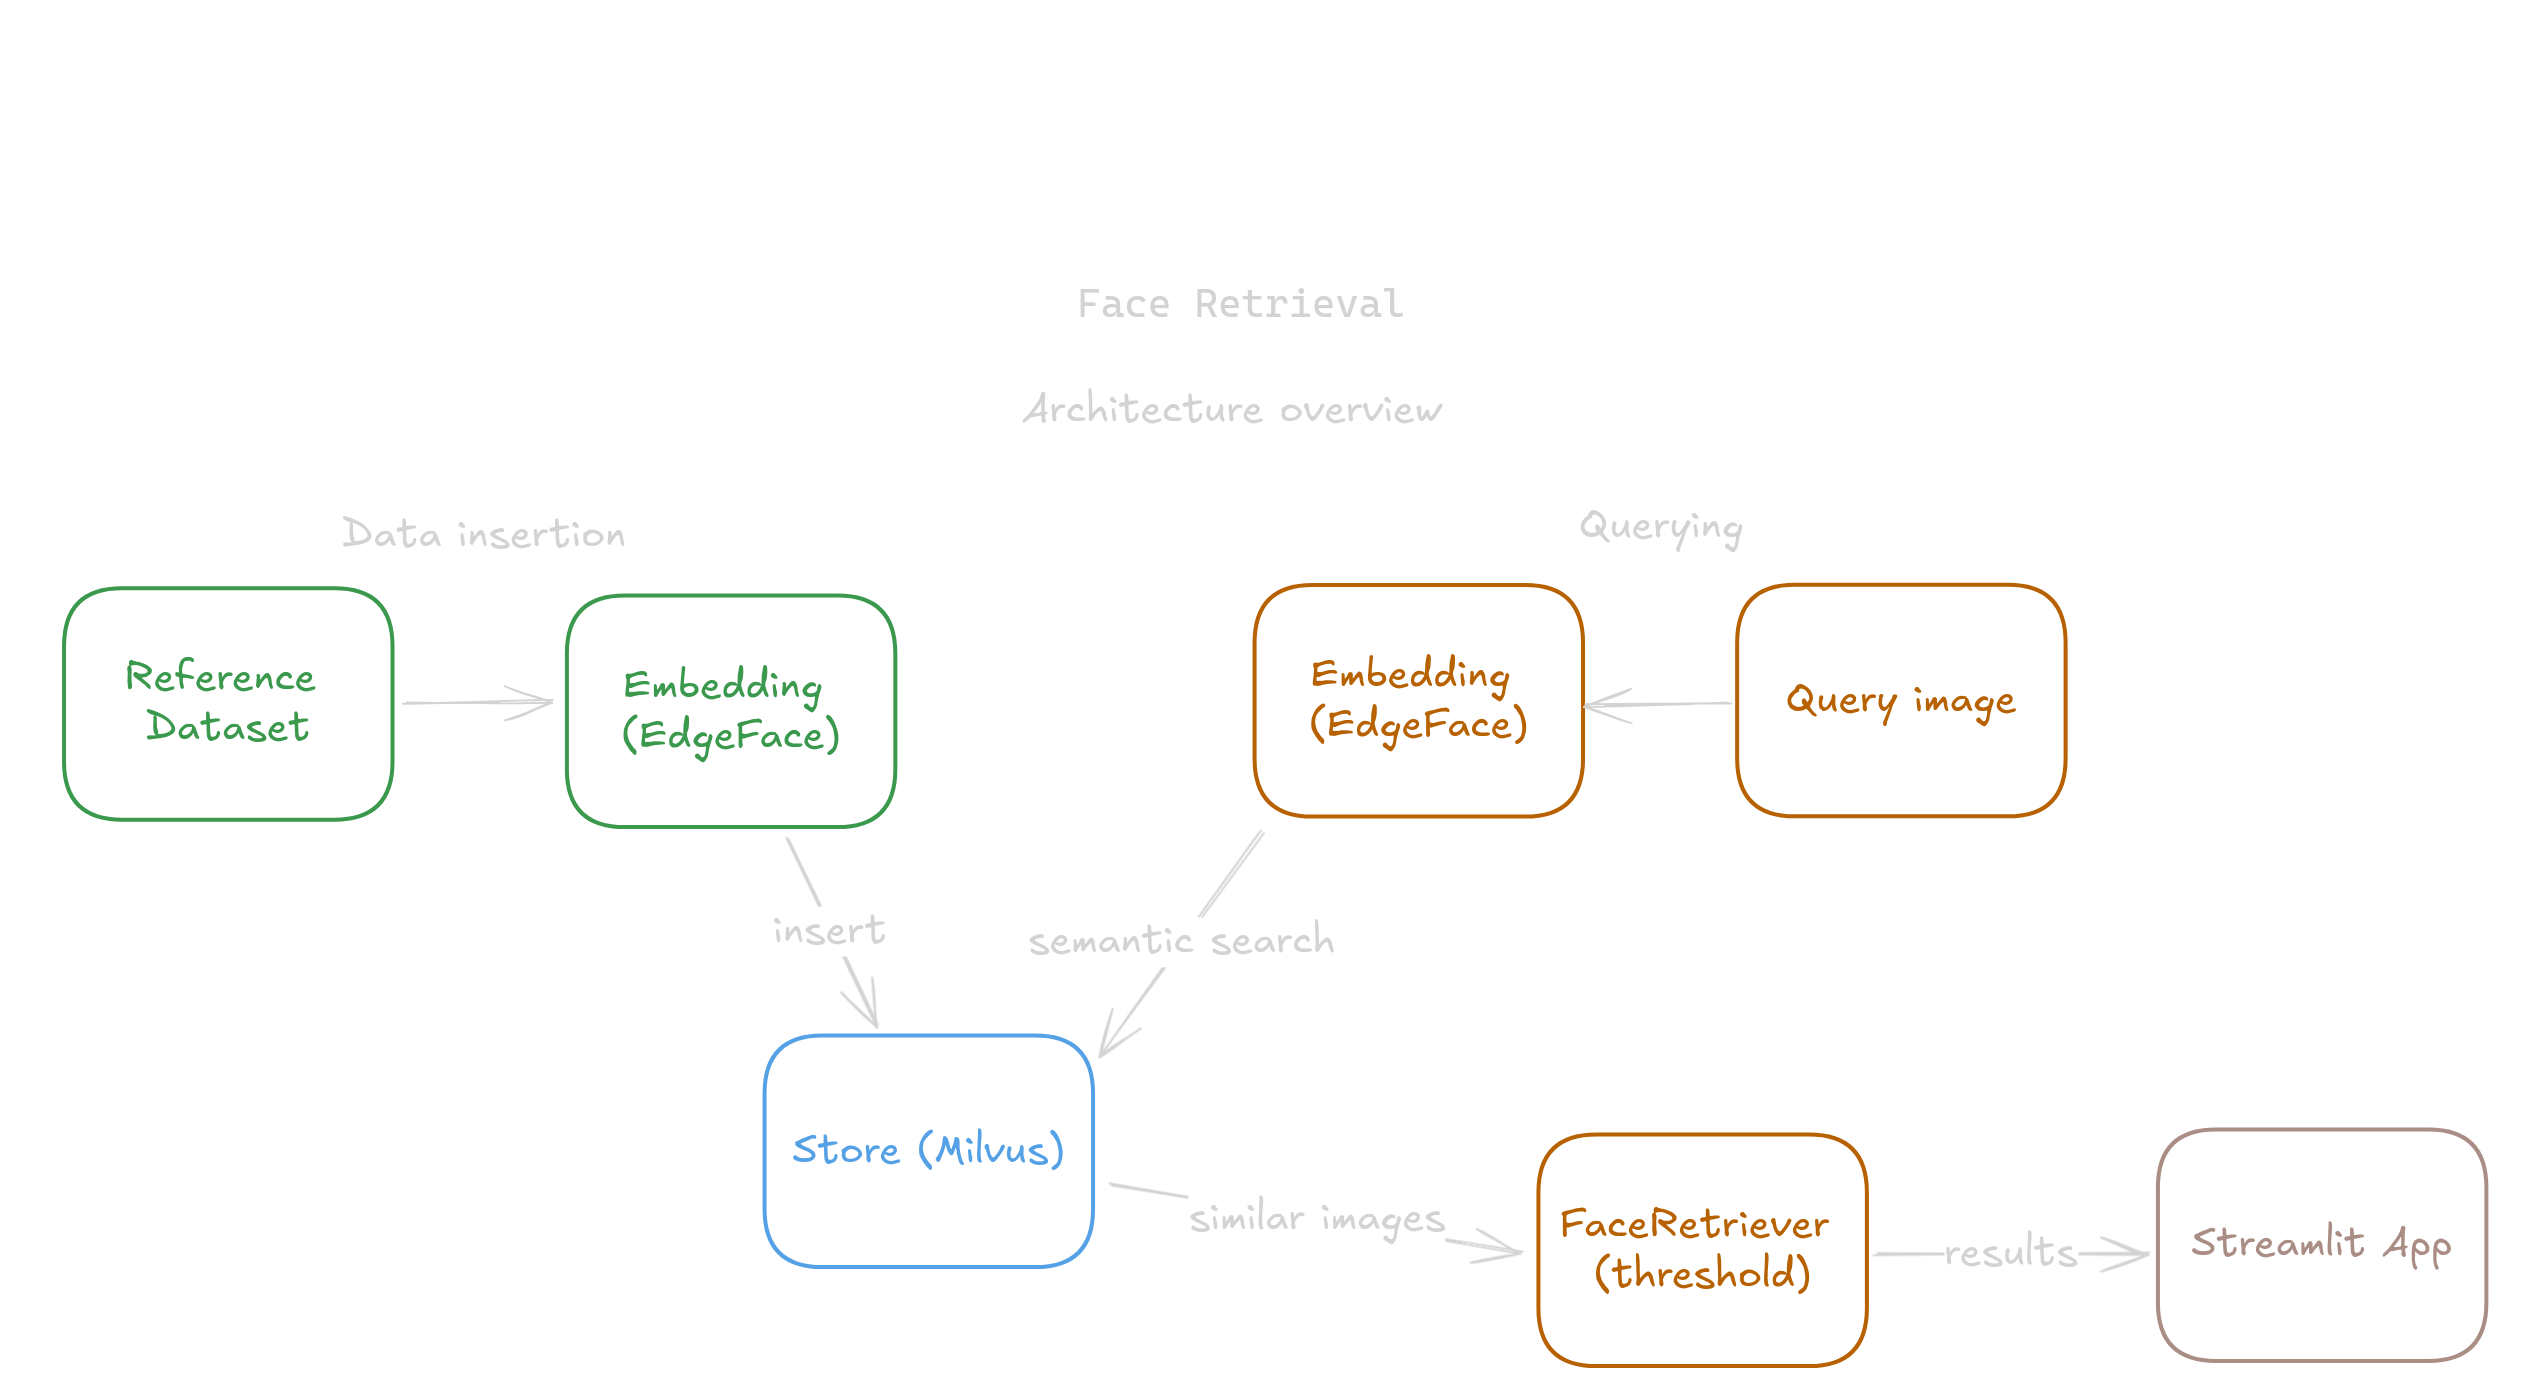 Face Retrieval
Architecture overview
Data insertion
Querying
Reference
Dataset
Embedding
(EdgeFace)
Embedding
(EdgeFace)
Query image
insert
semantic search
Store (Milvus)
similar images
FaceRetriever
(threshold)
results
Streamlit App